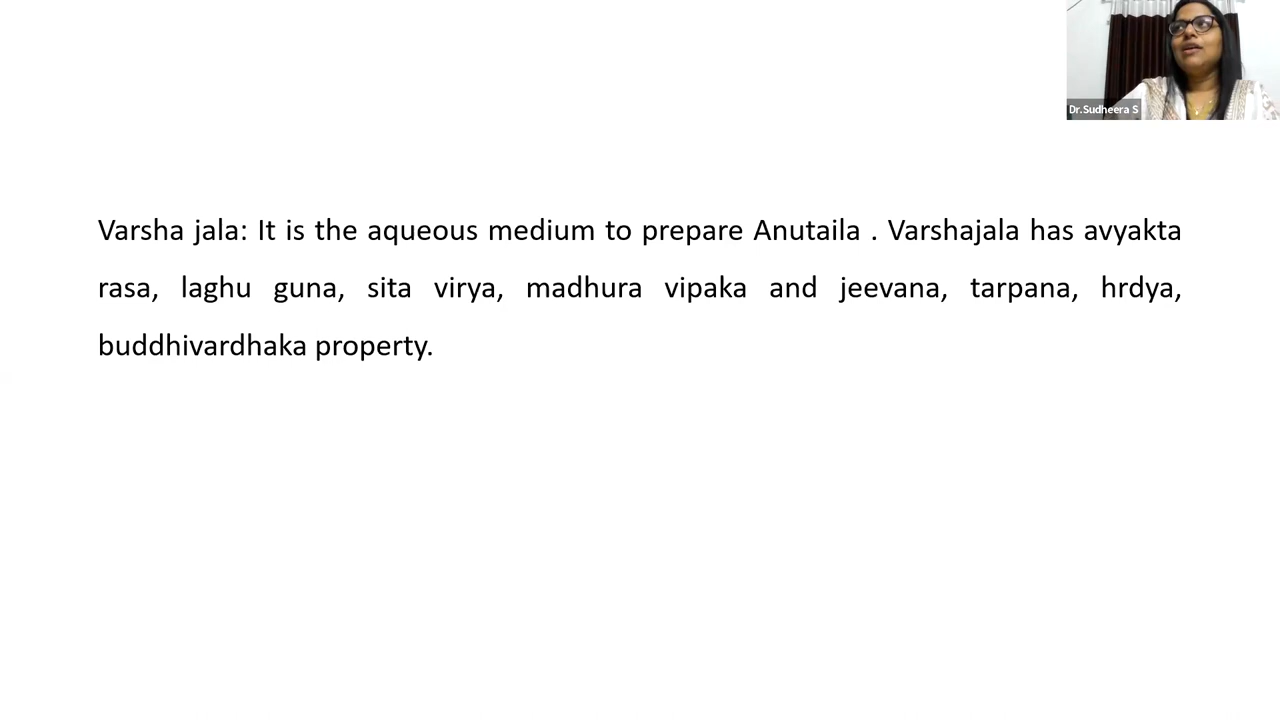 Dr.Sudheera S
Varsha jala: It is the aqueous medium to prepare Anutaila . Varshajala has avyakta
rasa, laghu guna, sita virya, madhura vipaka and jeevana, tarpana, hrdya,
buddhivardhaka property.